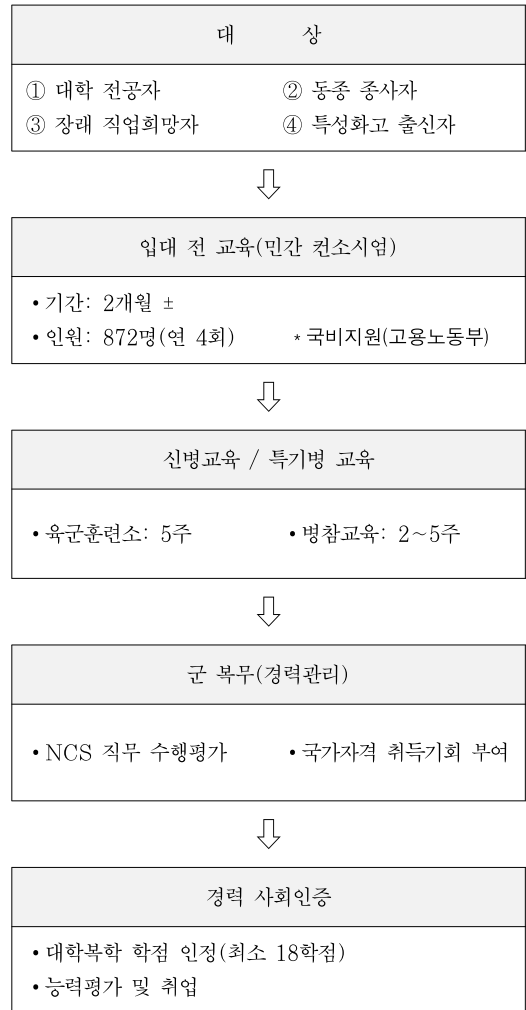 대 상
① 대학 전공자 ② 동종 종사자
③ 장래 직업희망자 ④ 특성화고 출신자
입대 전 교육(민간 컨소시엄)
• 기간: 2개월 ±
• 인원: 872명(연 4회) * 국비지원(고용노동부)
신병교육 / 특기병 교육
• 육군훈련소: 5주 • 병참교육: 2~5주
군 복무(경력관리)
• NCS 직무 수행평가 • 국가자격 취득기회 부여
경력 사회인증
• 대학복학 학점 인정(최소 18학점)
• 능력평가 및 취업